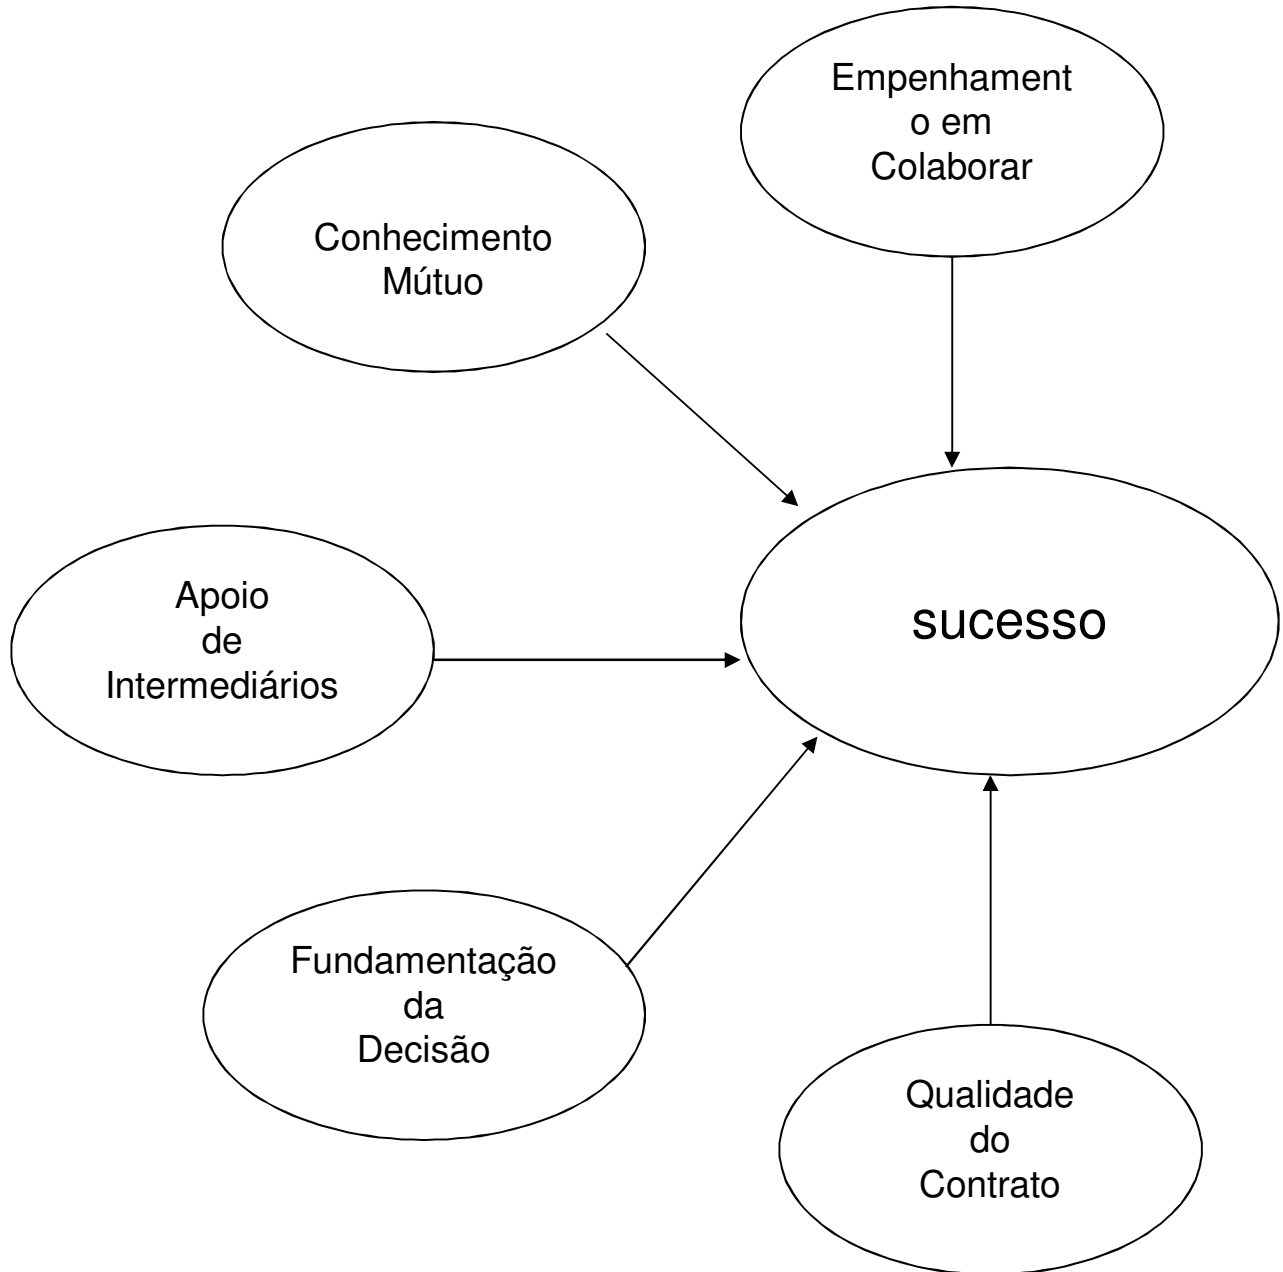 Empenhament
o em
Colaborar
Conhecimento
Mútuo
Apoio
de
Intermediários
sucesso
Fundamentação
da
Decisão
Qualidade
do
Contrato